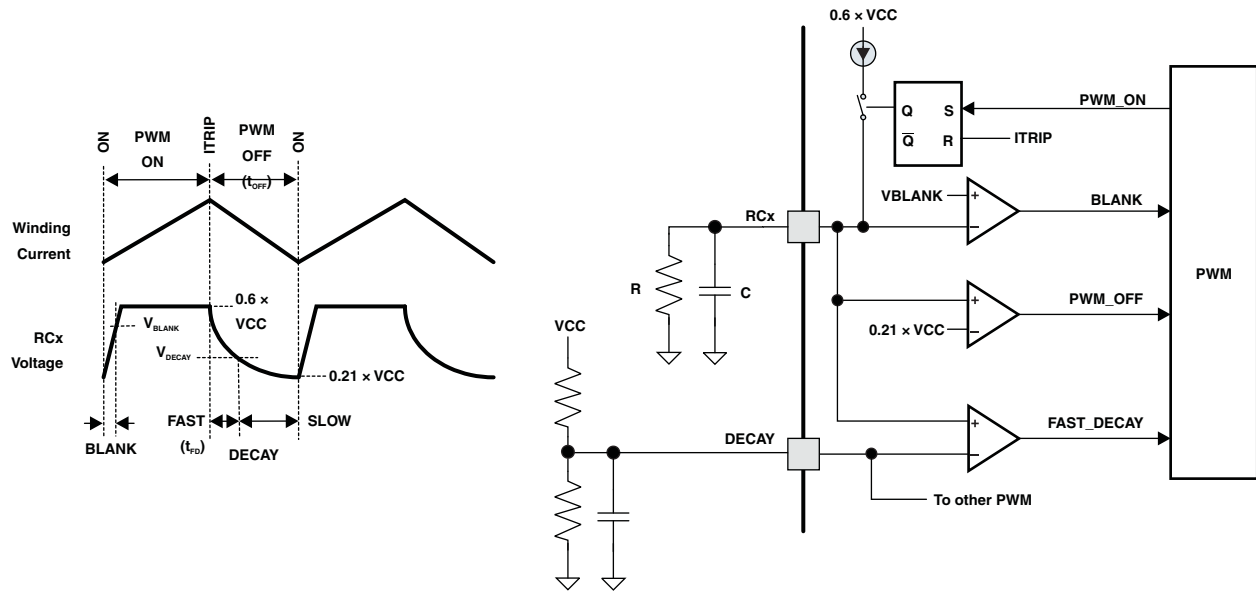 ON
PWM
ON
ITRIP
PWM
OFF
(tOFF)
ON
Winding
Current
RCx
Voltage
0.6 ×
VCC
VBLANK
VDECAY
0.21 × VCC
BLANK
FAST
(tFD)
DECAY
SLOW
0.6 × VCC
Q
S
Q
R
PWM_ON
ITRIP
VBLANK
+
−
BLANK
RCx
R
C
PWM
+
−
0.21 × VCC
PWM_OFF
VCC
DECAY
+
−
FAST_DECAY
To other PWM